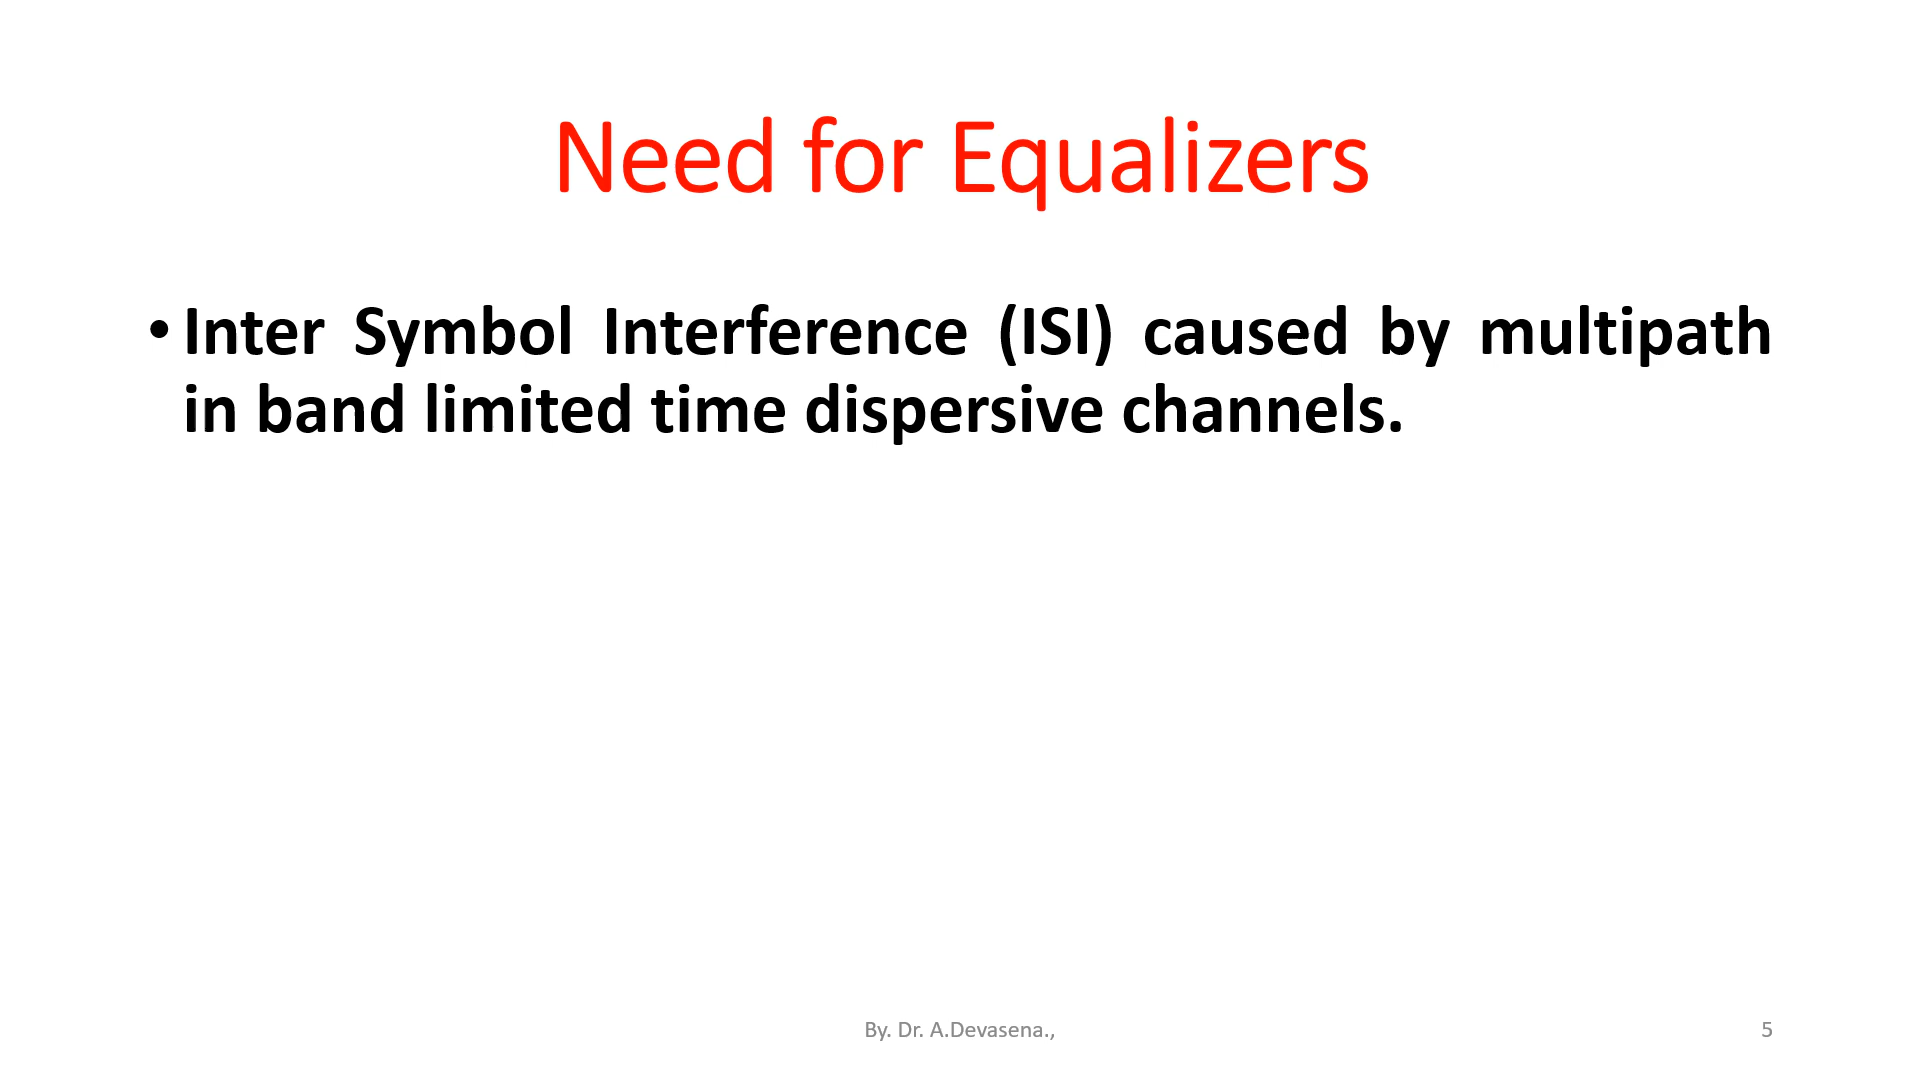 Need for Equalizers
• Inter Symbol Interference (ISI) caused by multipath
in band limited time dispersive channels.
By. Dr. A.Devasena.,
5